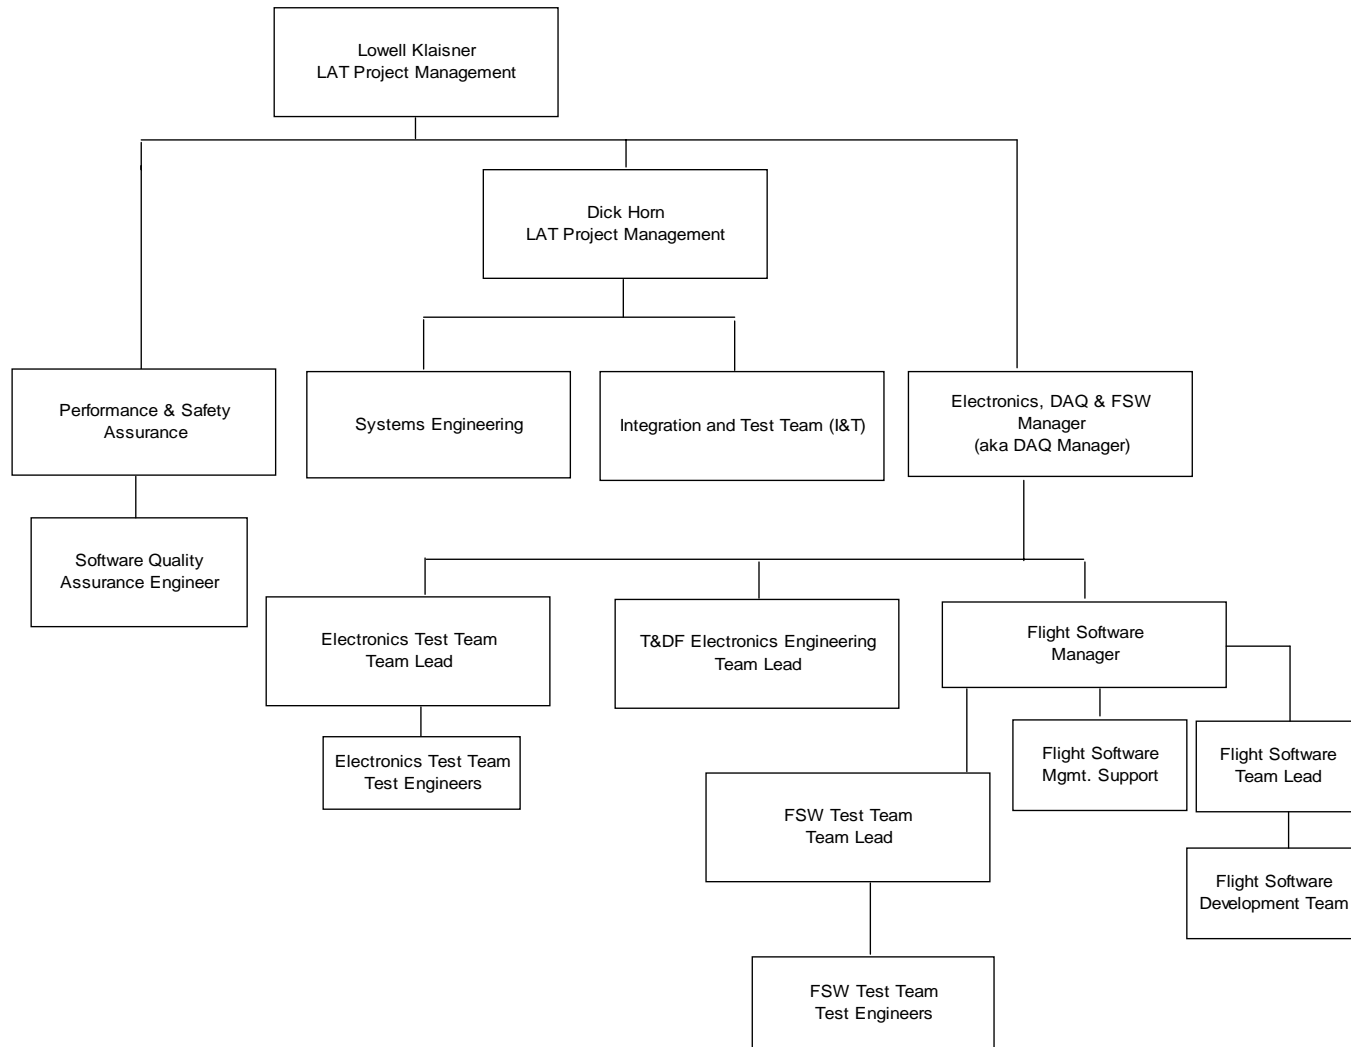 Lowell Klaisner
LAT Project Management
Dick Horn
LAT Project Management
Performance & Safety
Assurance
Systems Engineering
Integration and Test Team (I&T)
Electronics, DAQ & FSW
Manager
(aka DAQ Manager)
Software Quality
Assurance Engineer
Electronics Test Team
Team Lead
T&DF Electronics Engineering
Team Lead
Flight Software
Manager
Electronics Test Team
Test Engineers
Flight Software
Mgmt. Support
Flight Software
Team Lead
FSW Test Team
Team Lead
Flight Software
Development Team
FSW Test Team
Test Engineers